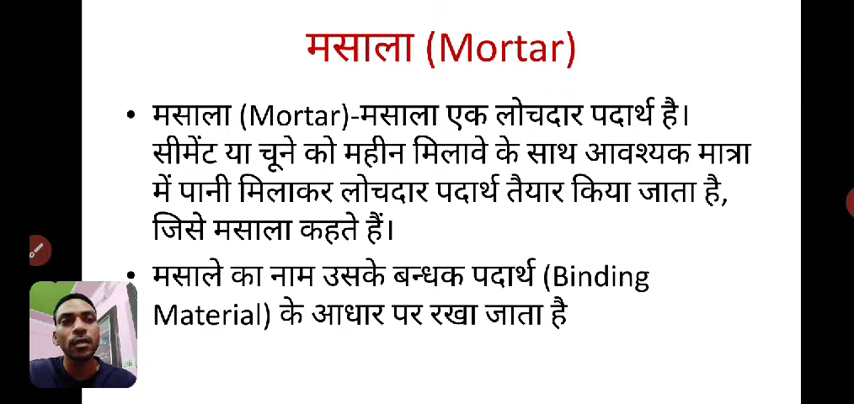 मसाला (Mortar)
• मसाला (Mortar)-मसाला एक लोचदार पदार्थ है।
सीमेंट या चूने को महीन मिलावे के साथ आवश्यक मात्रा
में पानी मिलाकर लोचदार पदार्थ तैयार किया जाता है,
जिसे मसाला कहते हैं।
• मसाले का नाम उसके बन्धक पदार्थ (Binding
Material) के आधार पर रखा जाता है